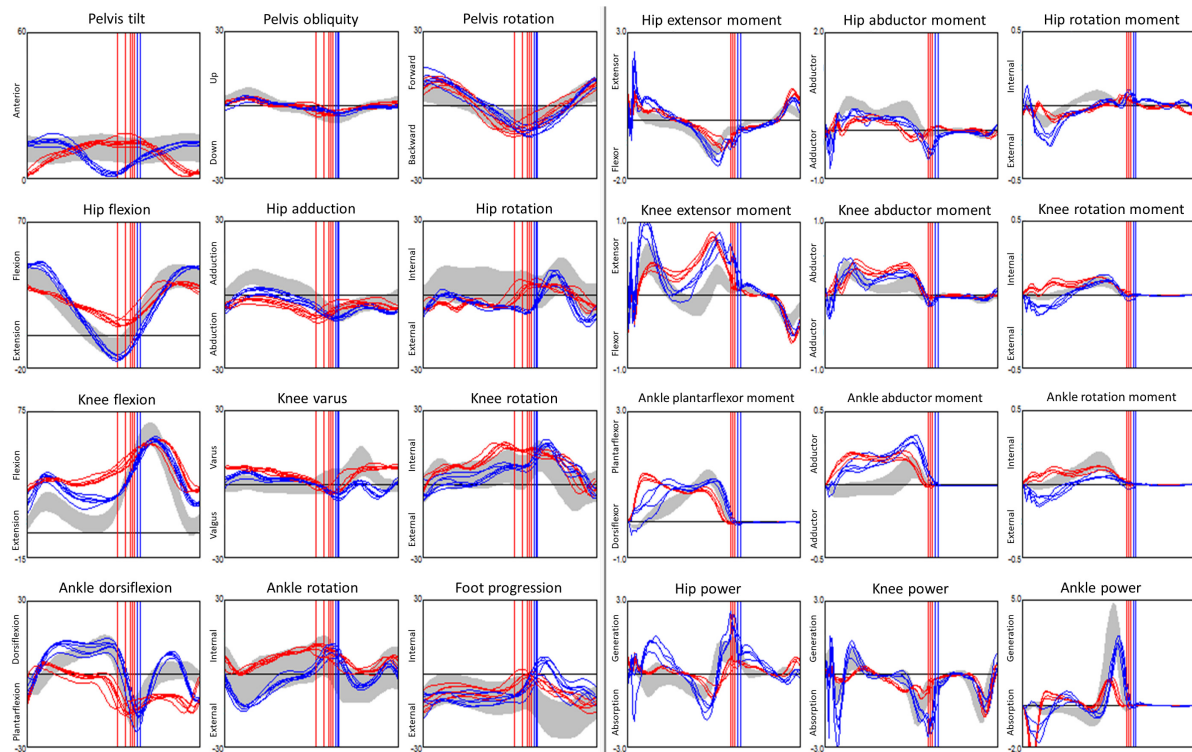 Pelvis tilt
60
Anterior
0
Pelvis obliquity
30
Up
Down
-30
Pelvis rotation
30
Forward
Backward
-30
Hip extensor moment
3.0
Extensor
Flexor
-2.0
Hip abductor moment
2.0
Abductor
Adductor
-1.0
Hip rotation moment
0.5
Internal
External
-0.5
Hip flexion
70
Flexion
Extension
-20
Hip adduction
30
Adduction
Abduction
-30
Hip rotation
30
Internal
External
-30
Knee extensor moment
1.0
Extensor
Flexor
-1.0
Knee abductor moment
1.0
Abductor
Adductor
-1.0
Knee rotation moment
0.5
Internal
External
-0.5
Knee flexion
75
Flexion
Extension
-15
Knee varus
30
Varus
Valgus
-30
Knee rotation
30
Internal
External
-30
Ankle plantarflexor moment
3.0
Plantarflexor
Dorsiflexor
-1.0
Ankle abductor moment
0.5
Abductor
Adductor
-0.5
Ankle rotation moment
0.5
Internal
External
-0.5
Ankle dorsiflexion
30
Dorsiflexion
Plantarflexion
-30
Ankle rotation
30
Internal
External
-30
Foot progression
30
Internal
External
-30
Hip power
3.0
Generation
Absorption
-3.0
Knee power
3.0
Generation
Absorption
-3.0
Ankle power
5.0
Generation
Absorption
-2.0